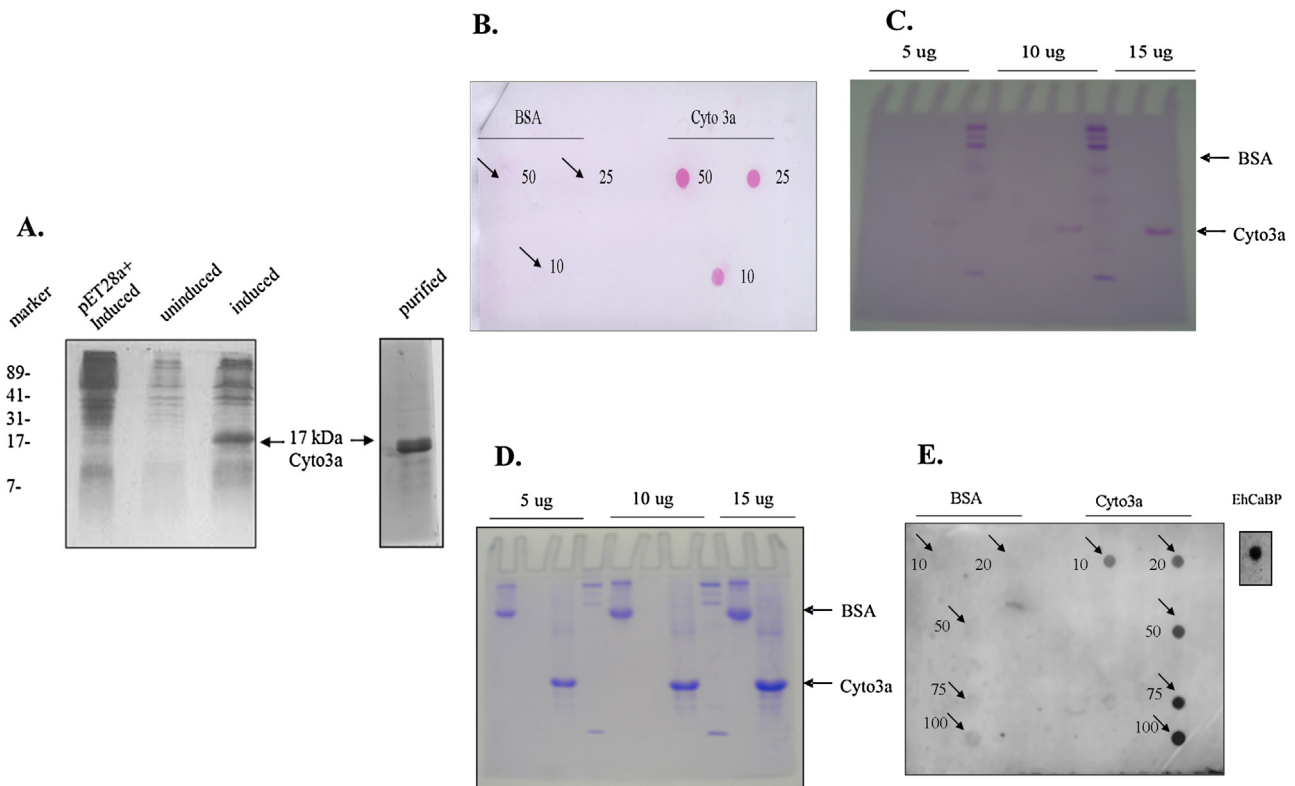 A.
marker
pET28a+
Induced
uninduced
induced
purified
89-
41-
31-
17-
7-
17 kDa
Cyto3a
B.
BSA
Cyto 3a
50
25
50
25
10
10
C.
5 ug
10 ug
15 ug
BSA
Cyto3a
D.
5 ug
10 ug
15 ug
BSA
Cyto3a
E.
BSA
Cyto3a
EhCaBP
10
20
10
20
50
50
75
75
100
100